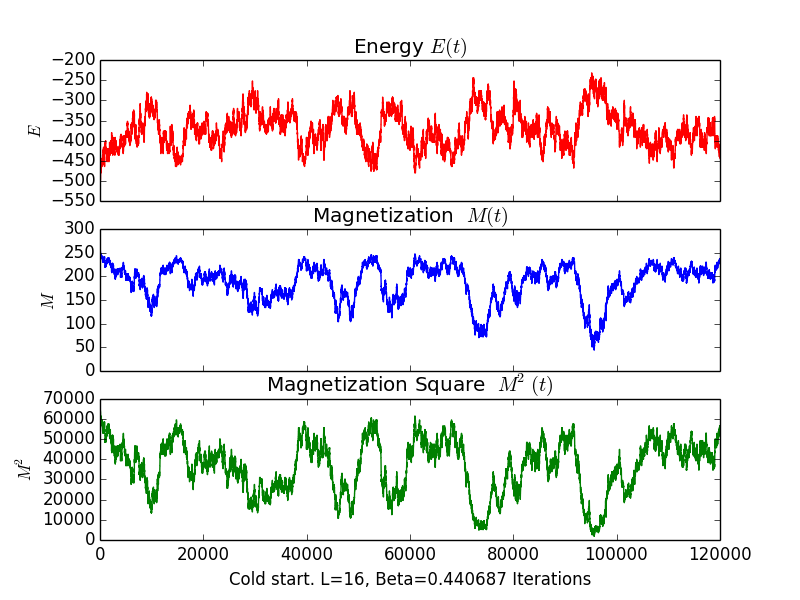 Energy E(t)
−200
−250
−300
−350
−400
−450
−500
−550
E
Magnetization M(t)
300
250
200
150
100
50
0
M
Magnetization Square M² (t)
70000
60000
50000
40000
30000
20000
10000
0
M²
0 20000 40000 60000 80000 100000 120000
Cold start. L=16, Beta=0.440687 Iterations